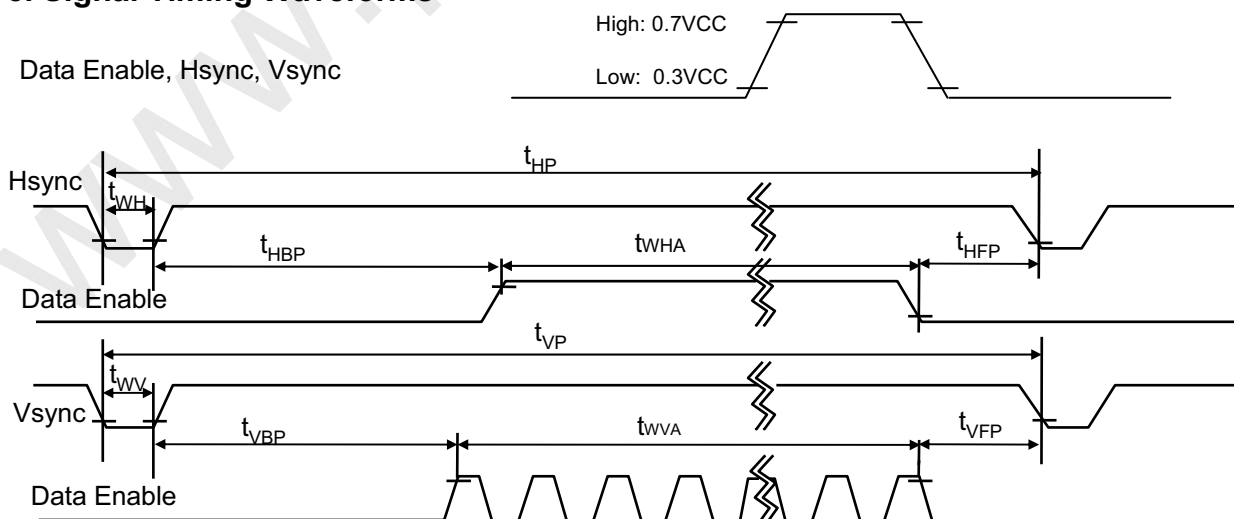 Signal Timing Waveforms
High: 0.7VCC
Data Enable, Hsync, Vsync
Low: 0.3VCC
tHP
Hsync
tWH
tHBP
tWHA
tHFP
Data Enable
tVP
tWV
Vsync
tVBP
tWVA
tVFP
Data Enable
www.